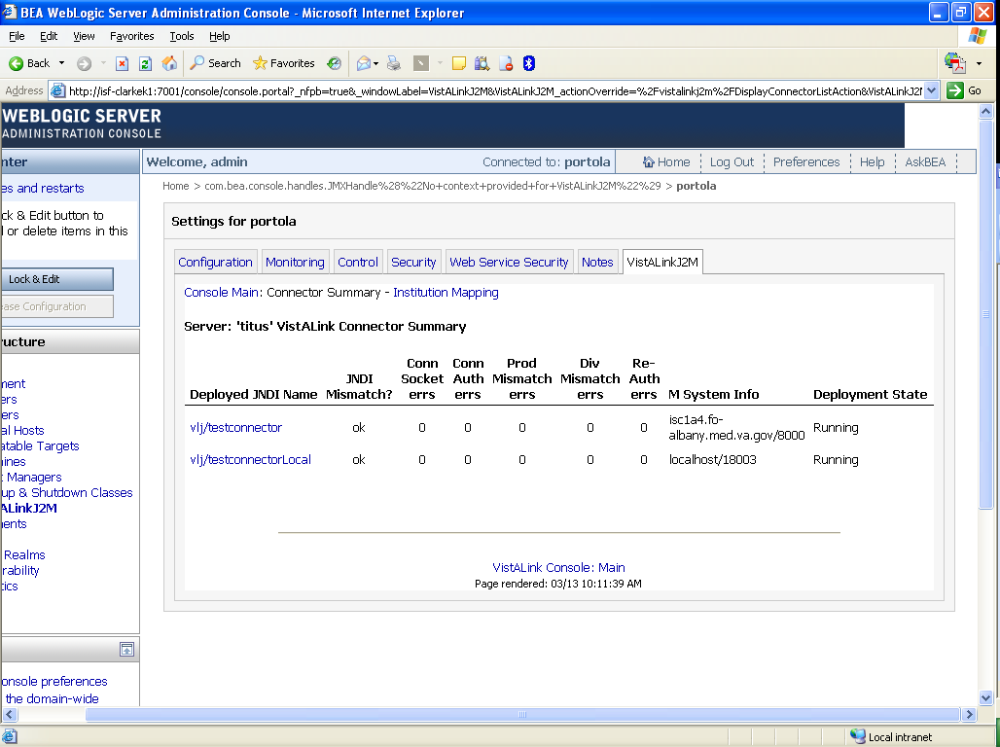 BEA WebLogic Server Administration Console - Microsoft Internet Explorer
File Edit View Favorites Tools Help
Back Search Favorites
Address http://isf-clarkek1:7001/console/console.portal?_nfpb=true&_windowLabel=VistALinkJ2M&VistALinkJ2M_actionOverride=%2Fvistalinkj2m%2FDisplayConnectorListAction&VistALinkJ2M Go
WEBLOGIC SERVER
ADMINISTRATION CONSOLE
nter
Welcome, admin Connected to: portola Home Log Out Preferences Help AskBEA
es and restarts
Home > com.bea.console.handles.JMXHandle%28%22No+context+provided+for+VistALinkJ2M%22%29 > portola
ck & Edit button to
l or delete items in this
Lock & Edit
ease Configuration
ucture
ment
ers
ers
al Hosts
atable Targets
ines
t Managers
up & Shutdown Classes
ALinkJ2M
ents
Realms
rability
tics
onsole preferences
the domain-wide
Settings for portola
Configuration Monitoring Control Security Web Service Security Notes VistALinkJ2M
Console Main: Connector Summary - Institution Mapping
Server: 'titus' VistALink Connector Summary
Conn Conn Prod Div Re-
JNDI Socket Auth Mismatch Mismatch Auth
Deployed JNDI Name Mismatch? errs errs errs errs errs M System Info Deployment State
isc1a4.fo-
vlj/testconnector ok 0 0 0 0 0 albany.med.va.gov/8000 Running
vlj/testconnectorLocal ok 0 0 0 0 0 localhost/18003 Running
VistALink Console: Main
Page rendered: 03/13 10:11:39 AM
Local intranet